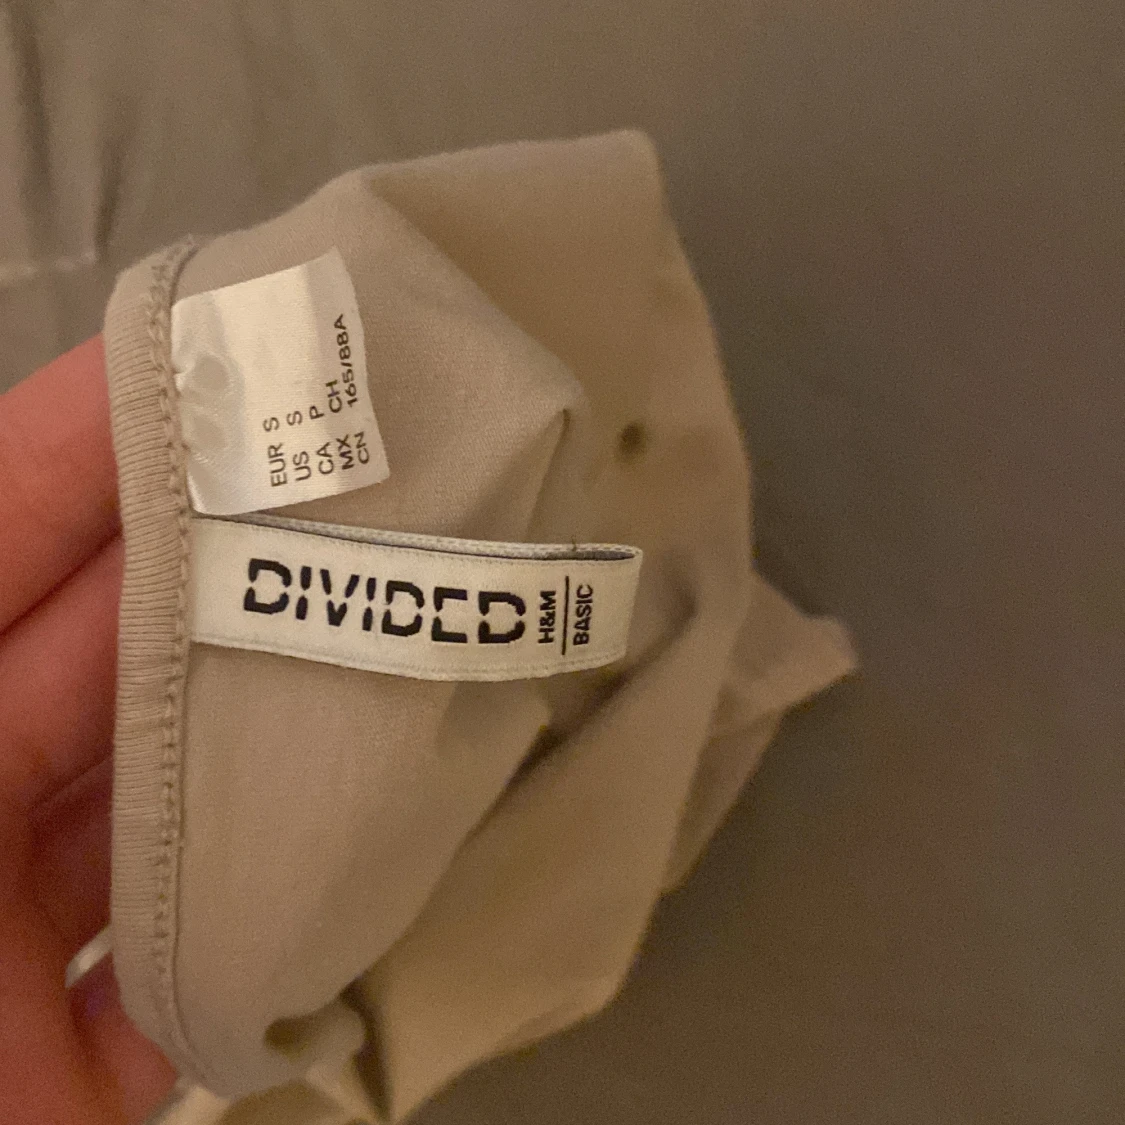 EUR S
US S
CA P
MX CH
CN 165/88A
DIVIDED
H&M
BASIC